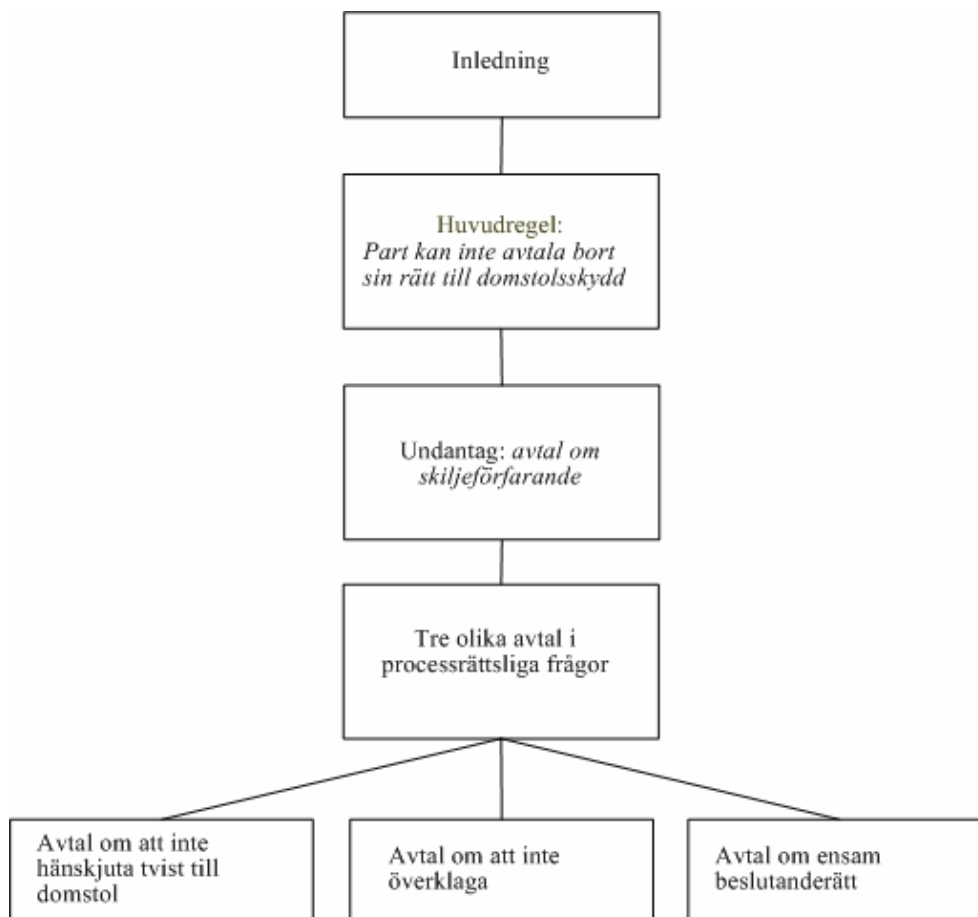 Inledning
Huvudregel:
Part kan inte avtala bort
sin rätt till domstolsskydd
Undantag: avtal om
skiljeförfarande
Tre olika avtal i
processrättsliga frågor
Avtal om att inte
hänskjuta tvist till
domstol
Avtal om att inte
överklaga
Avtal om ensam
beslutanderätt